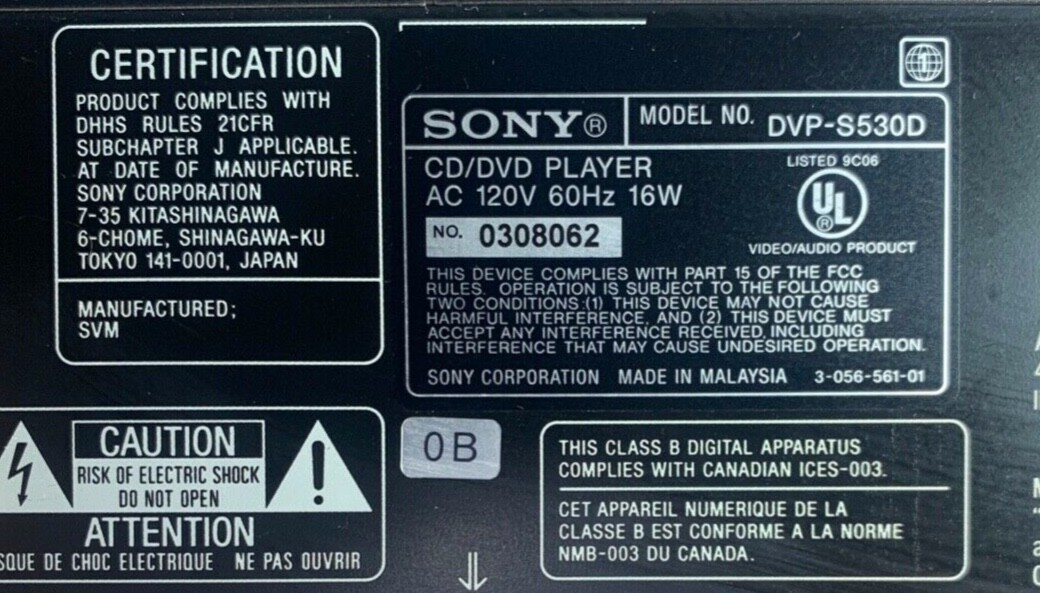 CERTIFICATION
PRODUCT COMPLIES WITH
DHHS RULES 21CFR
SUBCHAPTER J APPLICABLE.
AT DATE OF MANUFACTURE.
SONY CORPORATION
7-35 KITASHINAGAWA
6-CHOME, SHINAGAWA-KU
TOKYO 141-0001, JAPAN
MANUFACTURED;
SVM
1
SONY® MODEL NO. DVP-S530D
CD/DVD PLAYER
AC 120V 60Hz 16W
NO. 0308062
LISTED 9C06
UL®
VIDEO/AUDIO PRODUCT
THIS DEVICE COMPLIES WITH PART 15 OF THE FCC
RULES. OPERATION IS SUBJECT TO THE FOLLOWING
TWO CONDITIONS:(1) THIS DEVICE MAY NOT CAUSE
HARMFUL INTERFERENCE, AND (2) THIS DEVICE MUST
ACCEPT ANY INTERFERENCE RECEIVED, INCLUDING
INTERFERENCE THAT MAY CAUSE UNDESIRED OPERATION.
SONY CORPORATION MADE IN MALAYSIA 3-056-561-01
CAUTION
RISK OF ELECTRIC SHOCK
DO NOT OPEN
ATTENTION
DE CHOC ELECTRIQUE NE PAS OUVRIR
0B
THIS CLASS B DIGITAL APPARATUS
COMPLIES WITH CANADIAN ICES-003.
CET APPAREIL NUMERIQUE DE LA
CLASSE B EST CONFORME A LA NORME
NMB-003 DU CANADA.